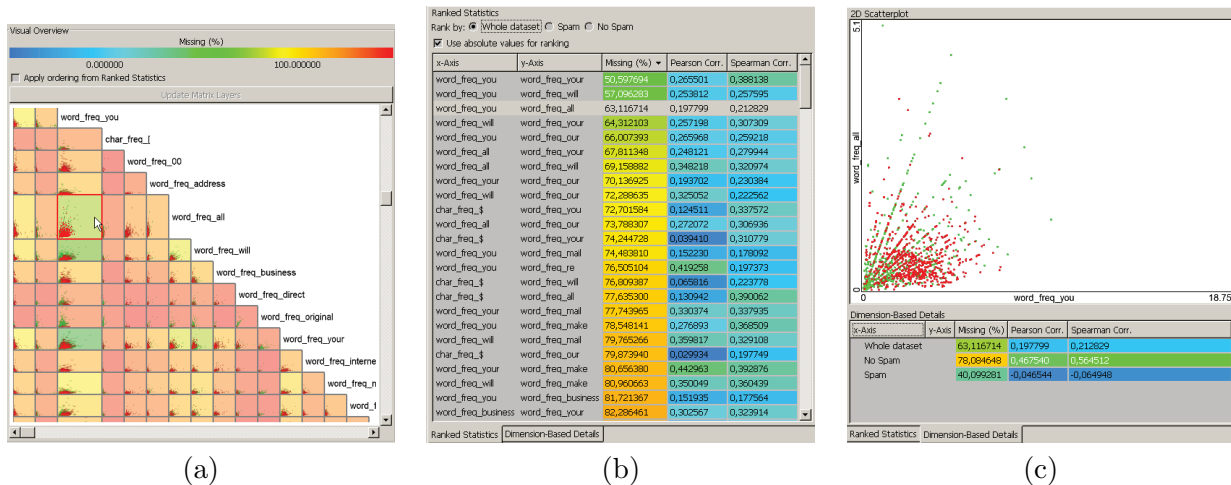 Visual Overview
Missing (%)
0.000000 100.000000
Apply ordering from Ranked Statistics
Update Matrix Layers
word_freq_you
char_freq_[
word_freq_00
word_freq_address
word_freq_all
word_freq_will
word_freq_business
word_freq_direct
word_freq_original
word_freq_your
word_freq_interne
word_freq_n
word_f
(a)
Ranked Statistics
Rank by: Whole dataset Spam No Spam
Use absolute values for ranking
x-Axis y-Axis Missing (%) Pearson Corr. Spearman Corr.
word_freq_you word_freq_your 50,597694 0,265501 0,388138
word_freq_you word_freq_will 57,096283 0,253812 0,257595
word_freq_you word_freq_all 63,116714 0,197799 0,212829
word_freq_will word_freq_your 64,312103 0,257198 0,307309
word_freq_you word_freq_our 66,007393 0,265968 0,259218
word_freq_all word_freq_your 67,811348 0,248121 0,279944
word_freq_all word_freq_will 69,158882 0,348218 0,320974
word_freq_your word_freq_our 70,136925 0,193702 0,230384
word_freq_will word_freq_our 72,288635 0,325052 0,222562
char_freq_$ word_freq_you 72,701584 0,124511 0,337572
word_freq_all word_freq_our 73,788307 0,272072 0,306936
char_freq_$ word_freq_your 74,244728 0,039410 0,310779
word_freq_you word_freq_mail 74,483810 0,152230 0,178092
word_freq_you word_freq_re 76,505104 0,419258 0,197373
char_freq_$ word_freq_will 76,809387 0,065816 0,223778
char_freq_$ word_freq_all 77,635300 0,130942 0,390062
word_freq_your word_freq_mail 77,743965 0,330374 0,337935
word_freq_you word_freq_make 78,548141 0,276893 0,368509
word_freq_will word_freq_mail 79,765266 0,359817 0,329108
char_freq_$ word_freq_our 79,873940 0,029934 0,197749
word_freq_your word_freq_make 80,656380 0,442963 0,392876
word_freq_will word_freq_make 80,960663 0,350049 0,360439
word_freq_you word_freq_business 81,721367 0,151935 0,177564
word_freq_business word_freq_your 82,286461 0,302567 0,323914
Ranked Statistics Dimension-Based Details
(b)
2D Scatterplot
5.1
word_freq_all
0
0 word_freq_you 18.75
Dimension-Based Details
x-Axis y-Axis Missing (%) Pearson Corr. Spearman Corr.
Whole dataset 63,116714 0,197799 0,212829
No Spam 78,084648 0,467540 0,564512
Spam 40,099281 -0,046544 -0,064948
Ranked Statistics Dimension-Based Details
(c)